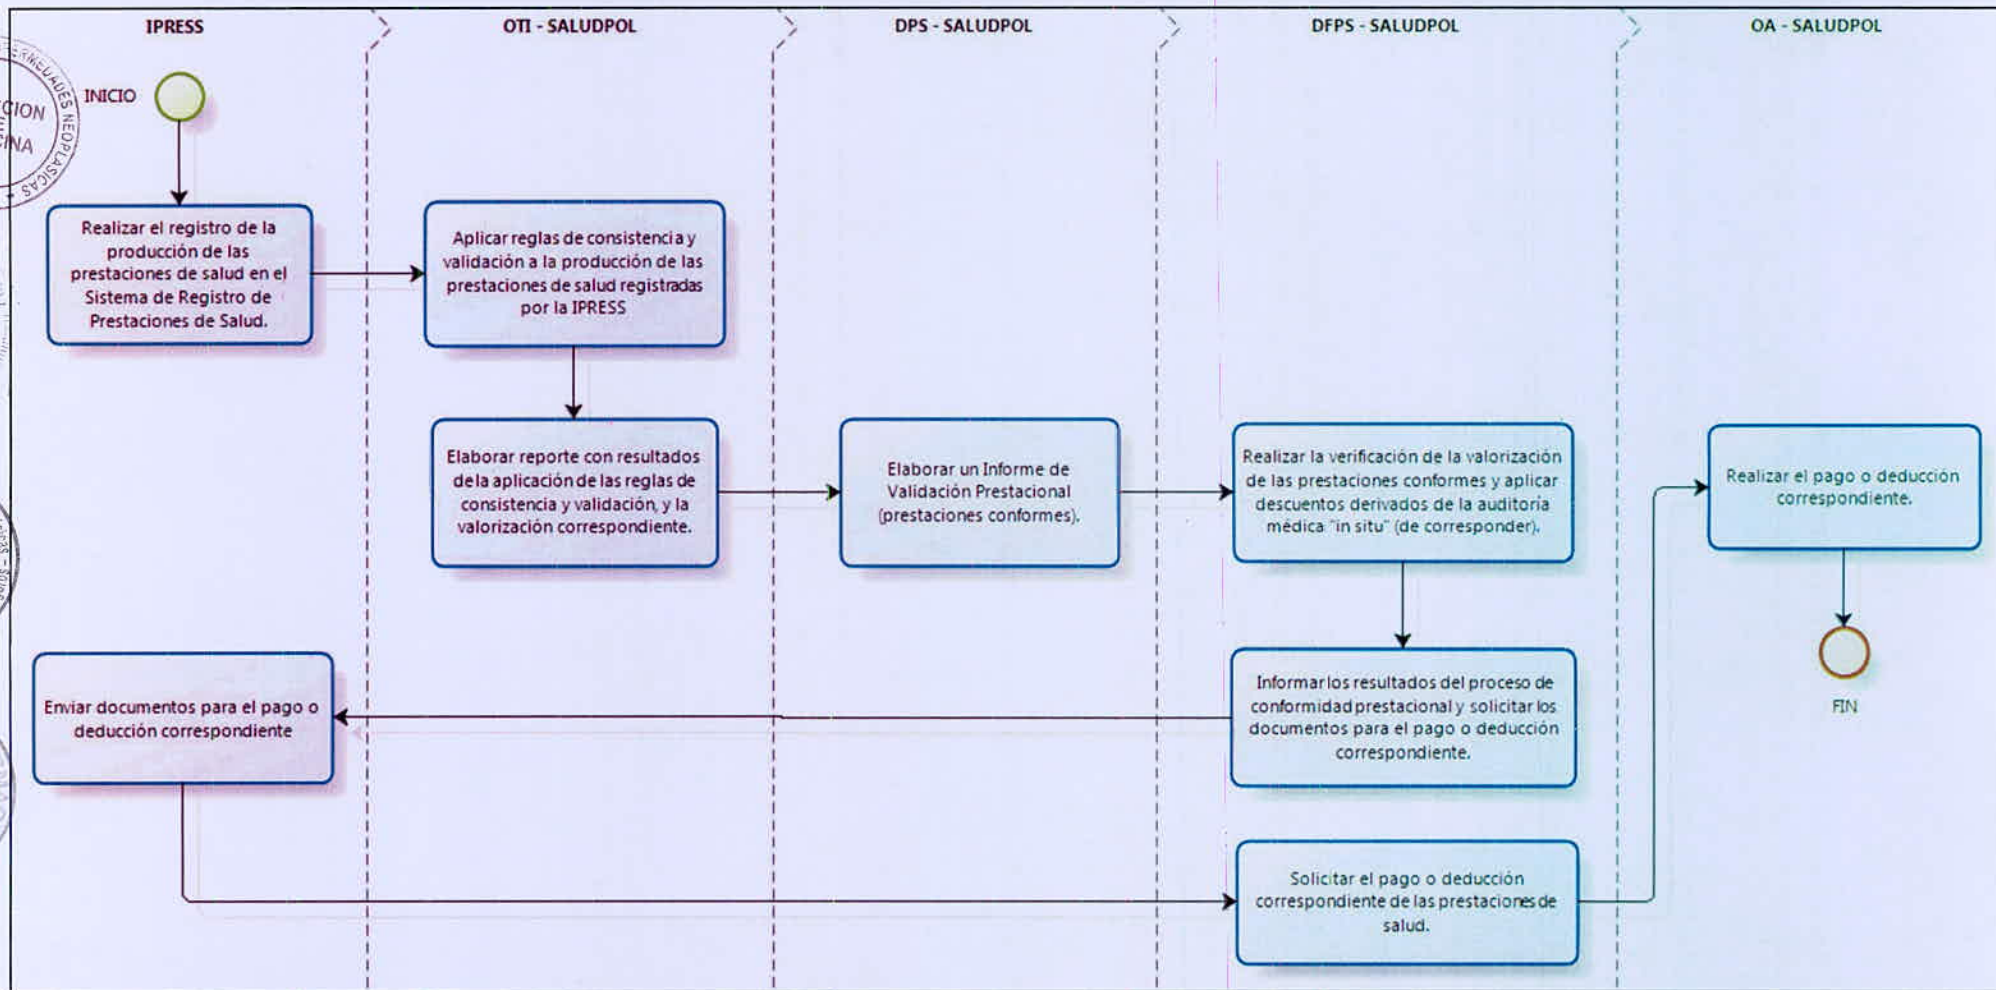 IPRESS
OTI - SALUDPOL
DPS - SALUDPOL
DFPS - SALUDPOL
OA - SALUDPOL
INICIO
Realizar el registro de la
producción de las
prestaciones de salud en el
Sistema de Registro de
Prestaciones de Salud.
Aplicar reglas de consistencia y
validación a la producción de las
prestaciones de salud registradas
por la IPRESS
Elaborar reporte con resultados
de la aplicación de las reglas de
consistencia y validación, y la
valorización correspondiente.
Elaborar un Informe de
Validación Prestacional
(prestaciones conformes).
Realizar la verificación de la valorización
de las prestaciones conformes y aplicar
descuentos derivados de la auditoría
médica "in situ" (de corresponder).
Realizar el pago o deducción
correspondiente.
Enviar documentos para el pago o
deducción correspondiente
Informar los resultados del proceso de
conformidad prestacional y solicitar los
documentos para el pago o deducción
correspondiente.
FIN
Solicitar el pago o deducción
correspondiente de las prestaciones de
salud.
NEOPLASICAS